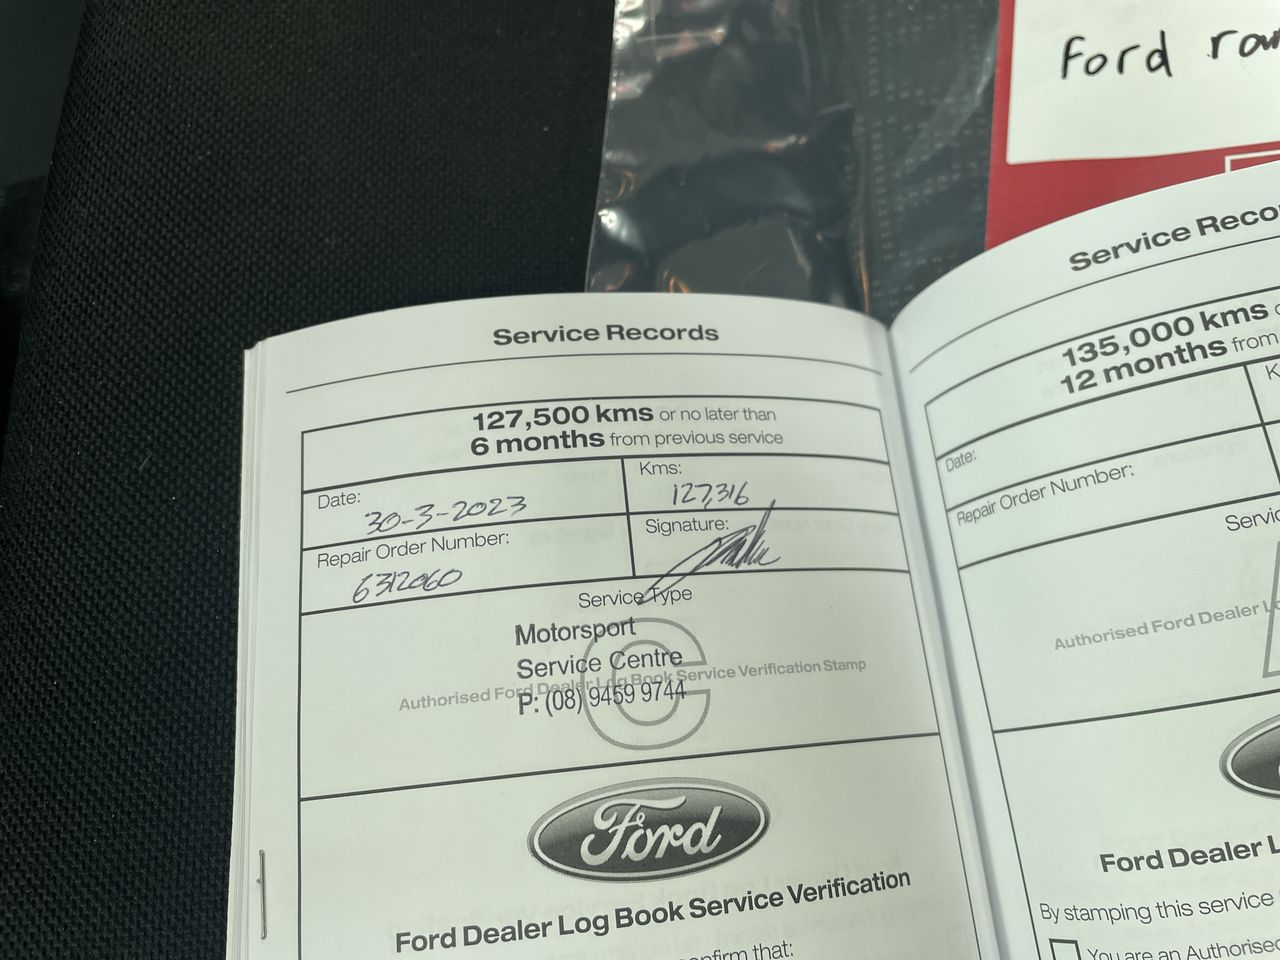 Ford
Service Records
127,500 kms or no later than
6 months from previous service
Date:
30-3-2023
Kms:
127,316
Repair Order Number:
6312060
Signature:
Service Type
C
Motorsport
Service Centre
Authorised Ford Dealer Log Book Service Verification Stamp
P: (08) 9459 9744
Ford
Ford Dealer Log Book Service Verification
that:
Service
135,000 kms
12 months from
Date:
Repair Order Number:
Authorised Ford Dealer
Ford Dealer
By stamping this service
You are an Authorised